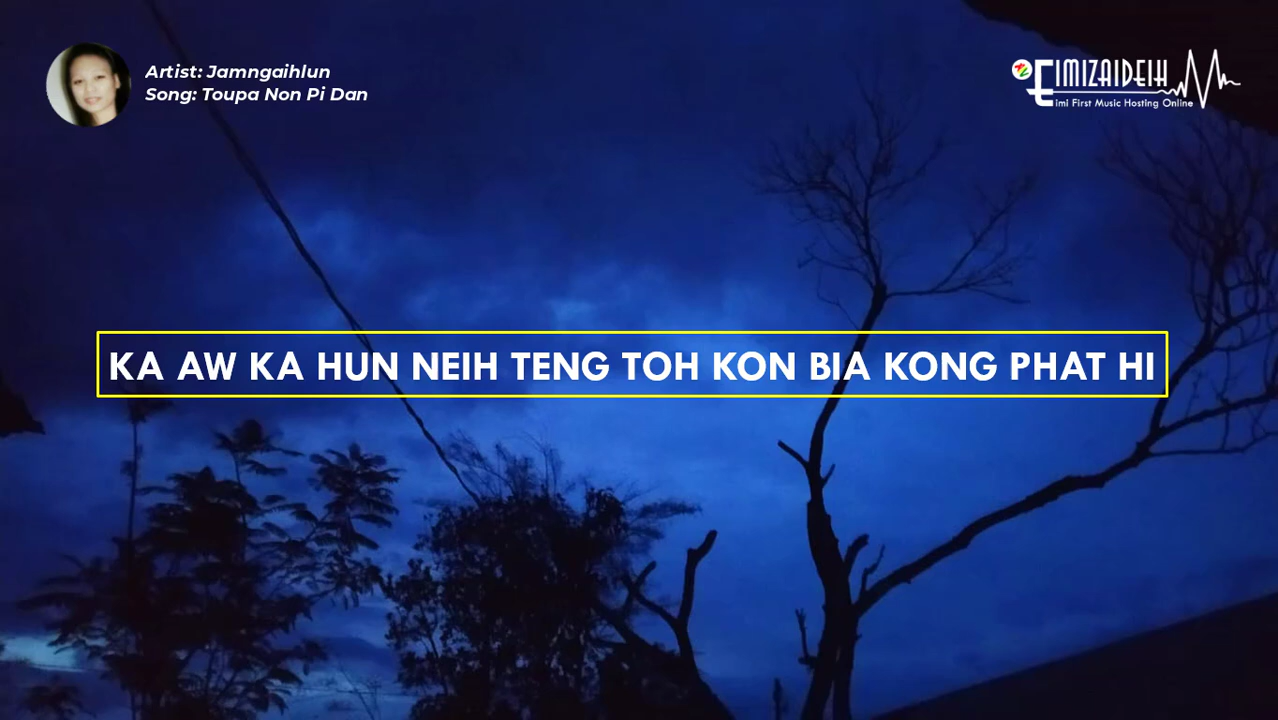 Artist: Jamngaihlun
Song: Toupa Non Pi Dan
EIMIZAIDEIH
Eimi First Music Hosting Online
KA AW KA HUN NEIH TENG TOH KON BIA KONG PHAT HI